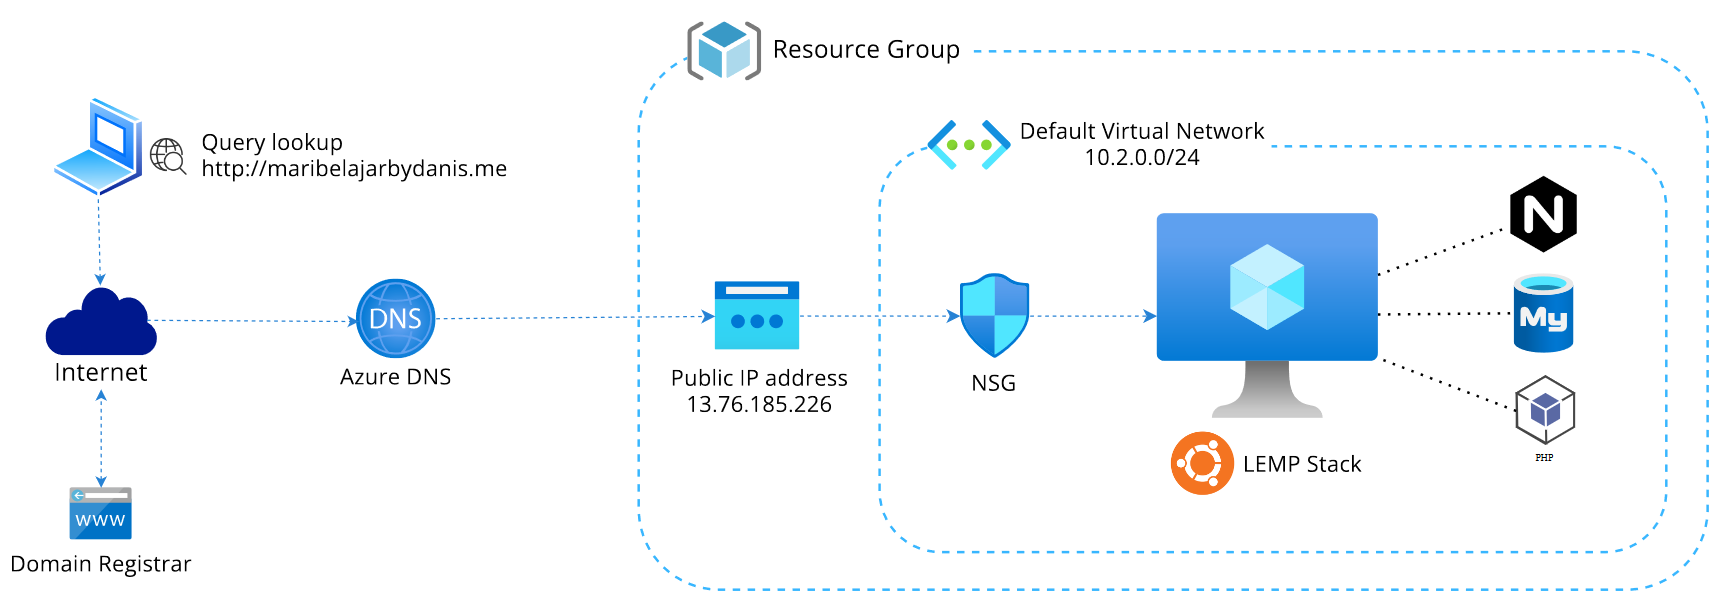 Resource Group
Query lookup
http://maribelajarbydanis.me
Default Virtual Network
10.2.0.0/24
N
DNS
My
Internet
Azure DNS
Public IP address
13.76.185.226
NSG
PHP
LEMP Stack
www
Domain Registrar